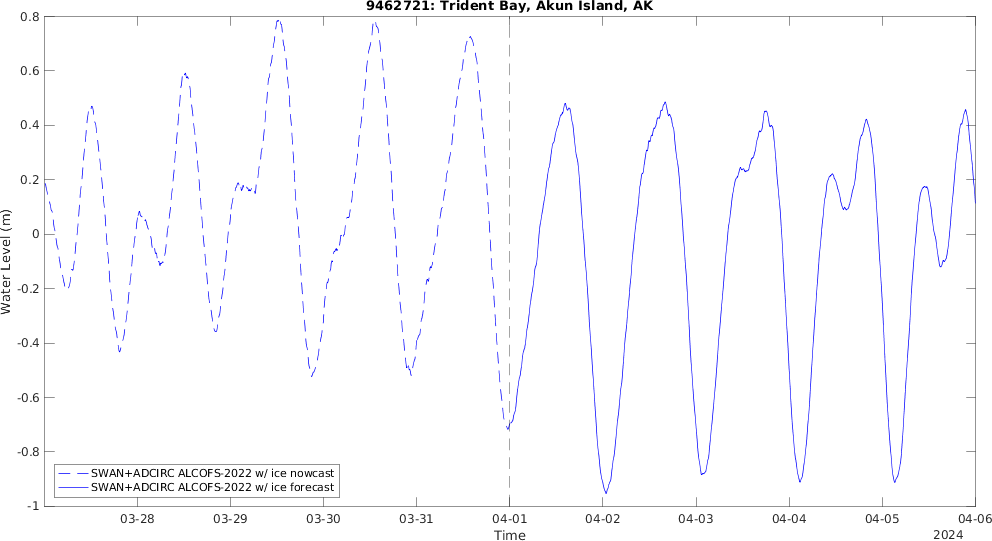 9462721: Trident Bay, Akun Island, AK
0.8
0.6
0.4
0.2
0
-0.2
-0.4
-0.6
-0.8
-1
Water Level (m)
SWAN+ADCIRC ALCOFS-2022 w/ ice nowcast
SWAN+ADCIRC ALCOFS-2022 w/ ice forecast
03-28 03-29 03-30 03-31 04-01 04-02 04-03 04-04 04-05 04-06
Time
2024